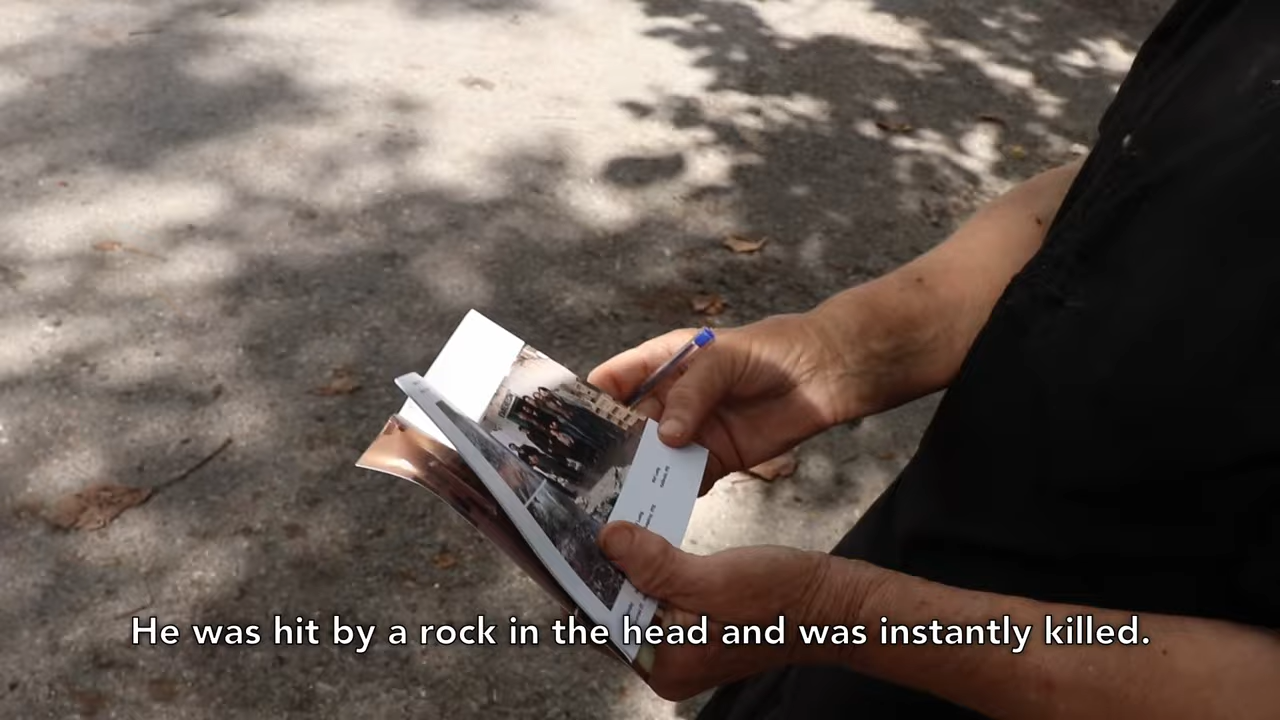 He was hit by a rock in the head and was instantly killed.